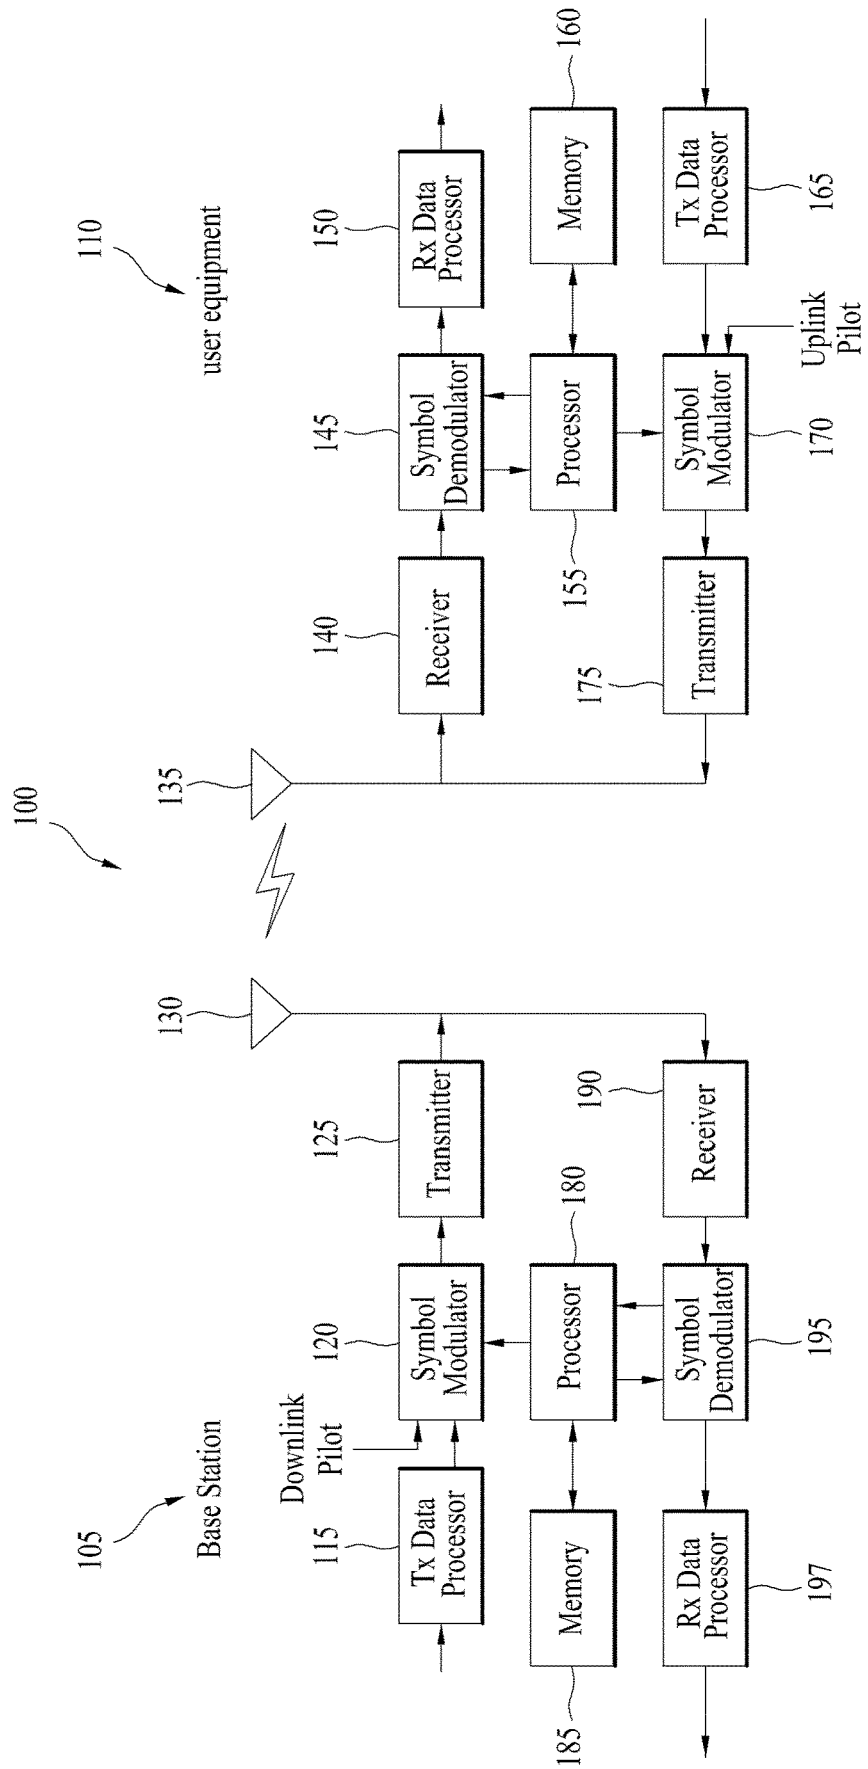 100
105
Base Station
110
user equipment
130
135
Downlink
Pilot
115
Tx Data
Processor
120
Symbol
Modulator
125
Transmitter
140
Receiver
145
Symbol
Demodulator
150
Rx Data
Processor
185
Memory
Processor
180
155
Processor
Memory
160
197
Rx Data
Processor
195
Symbol
Demodulator
190
Receiver
175
Transmitter
170
Symbol
Modulator
Uplink
Pilot
165
Tx Data
Processor